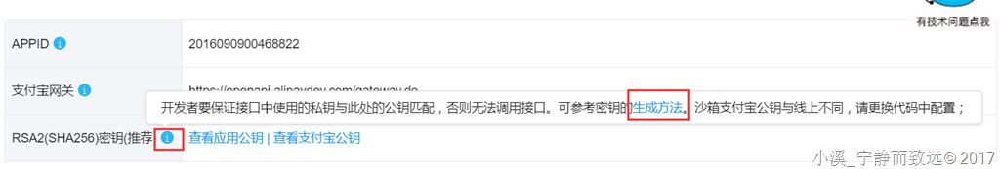 有技术问题点我
APPID
2016090900468822
支付宝网关
https://openapi.alipaydev.com/gateway.do
开发者要保证接口中使用的私钥与此处的公钥匹配，否则无法调用接口。可参考密钥的生成方法。沙箱支付宝公钥与线上不同，请更换代码中配置；
RSA2(SHA256)密钥(推荐
查看应用公钥 | 查看支付宝公钥
小溪_宁静而致远© 2017